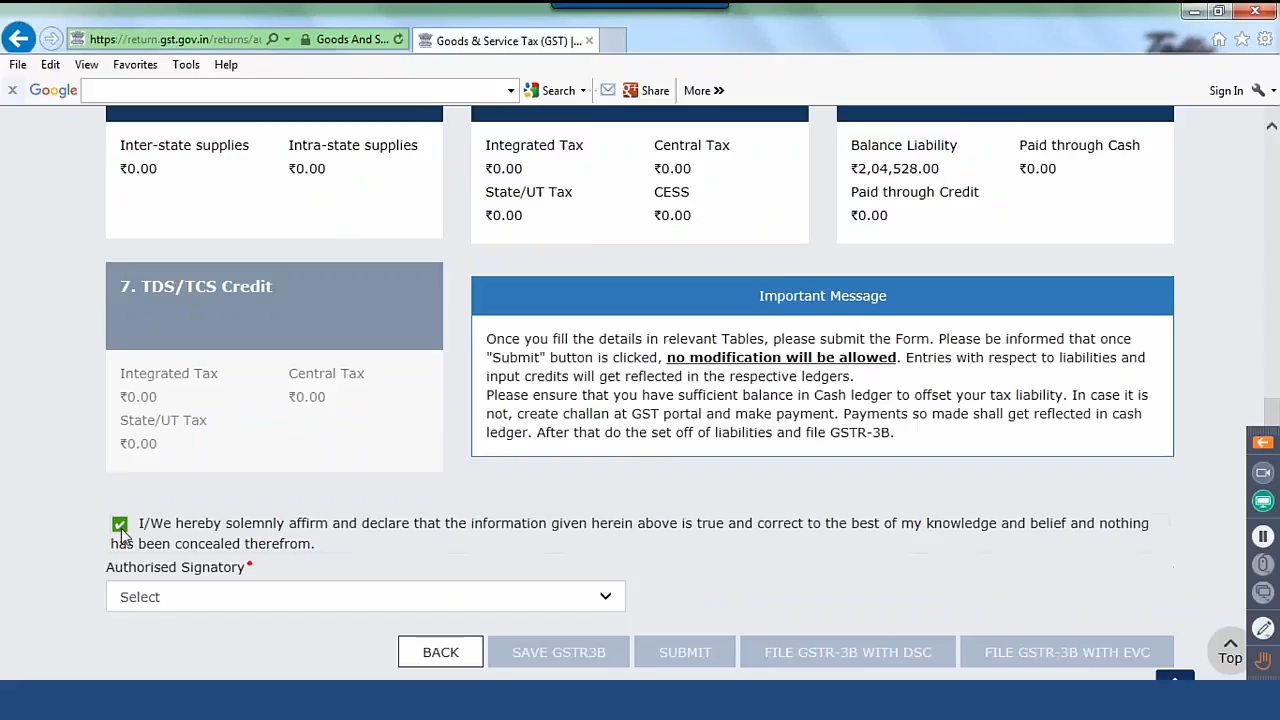 https://return.gst.gov.in/returns/au
Goods And S...
Goods & Service Tax (GST) |...
File Edit View Favorites Tools Help
x Google Search Share More »
Sign In
Inter-state supplies Intra-state supplies
₹0.00 ₹0.00
Integrated Tax Central Tax
₹0.00 ₹0.00
State/UT Tax CESS
₹0.00 ₹0.00
Balance Liability Paid through Cash
₹2,04,528.00 ₹0.00
Paid through Credit
₹0.00
7. TDS/TCS Credit
Integrated Tax Central Tax
₹0.00 ₹0.00
State/UT Tax
₹0.00
Important Message
Once you fill the details in relevant Tables, please submit the Form. Please be informed that once
"Submit" button is clicked, no modification will be allowed. Entries with respect to liabilities and
input credits will get reflected in the respective ledgers.
Please ensure that you have sufficient balance in Cash ledger to offset your tax liability. In case it is
not, create challan at GST portal and make payment. Payments so made shall get reflected in cash
ledger. After that do the set off of liabilities and file GSTR-3B.
I/We hereby solemnly affirm and declare that the information given herein above is true and correct to the best of my knowledge and belief and nothing
has been concealed therefrom.
Authorised Signatory•
Select
BACK SAVE GSTR3B SUBMIT FILE GSTR-3B WITH DSC FILE GSTR-3B WITH EVC
Top